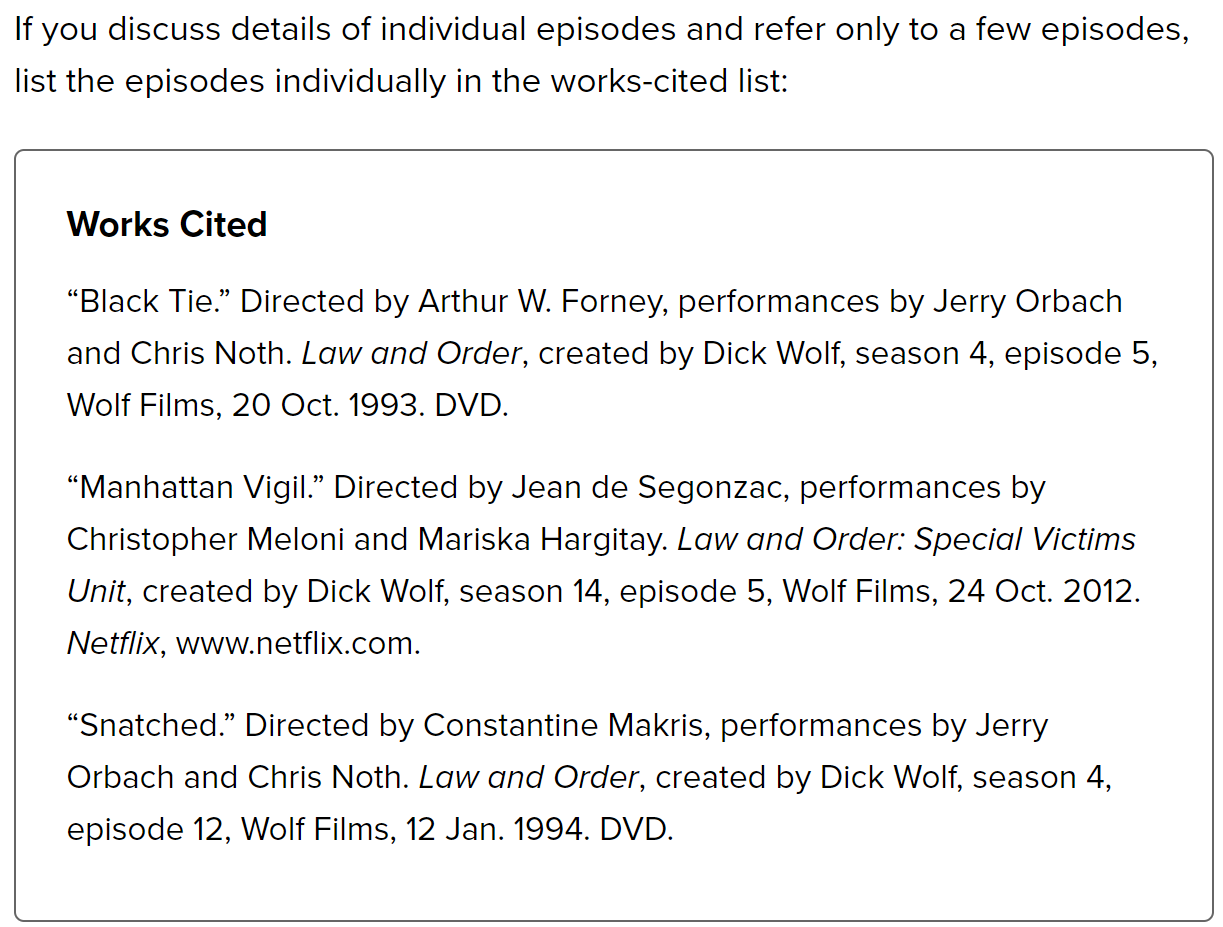 If you discuss details of individual episodes and refer only to a few episodes,
list the episodes individually in the works-cited list:
Works Cited
“Black Tie.” Directed by Arthur W. Forney, performances by Jerry Orbach
and Chris Noth. Law and Order, created by Dick Wolf, season 4, episode 5,
Wolf Films, 20 Oct. 1993. DVD.
“Manhattan Vigil.” Directed by Jean de Segonzac, performances by
Christopher Meloni and Mariska Hargitay. Law and Order: Special Victims
Unit, created by Dick Wolf, season 14, episode 5, Wolf Films, 24 Oct. 2012.
Netflix, www.netflix.com.
“Snatched.” Directed by Constantine Makris, performances by Jerry
Orbach and Chris Noth. Law and Order, created by Dick Wolf, season 4,
episode 12, Wolf Films, 12 Jan. 1994. DVD.